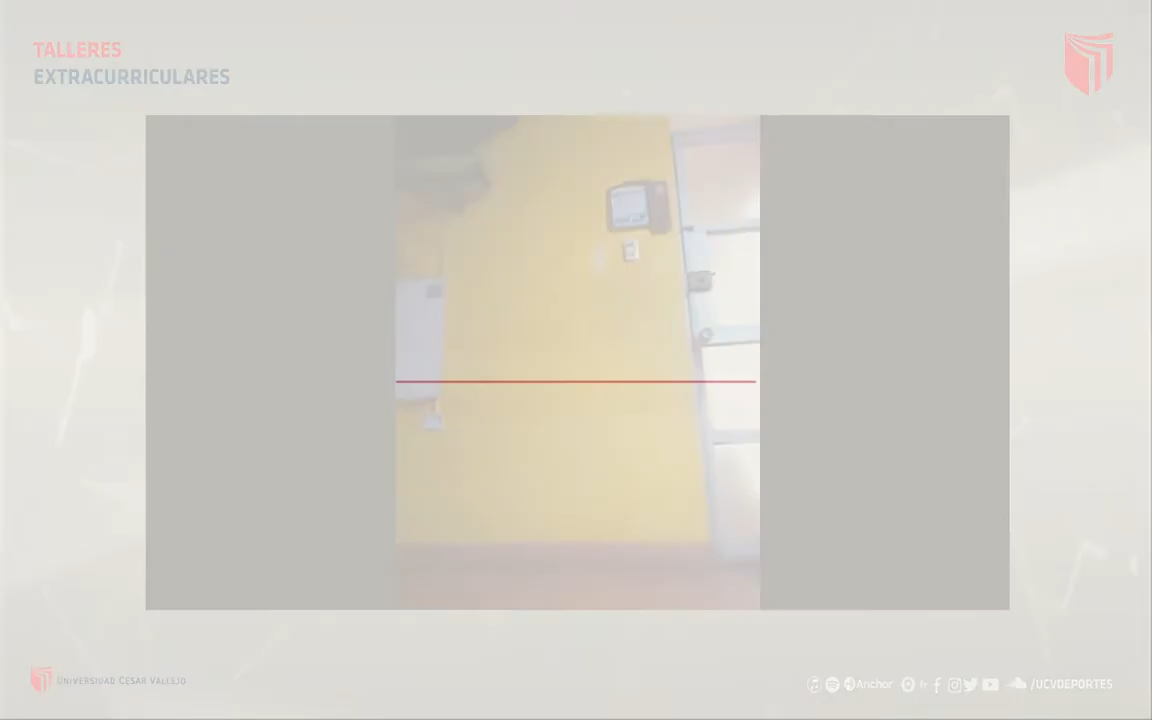 TALLERES
EXTRACURRICULARES
UNIVERSIDAD CESAR VALLEJO
Anchor
/UCVDEPORTES